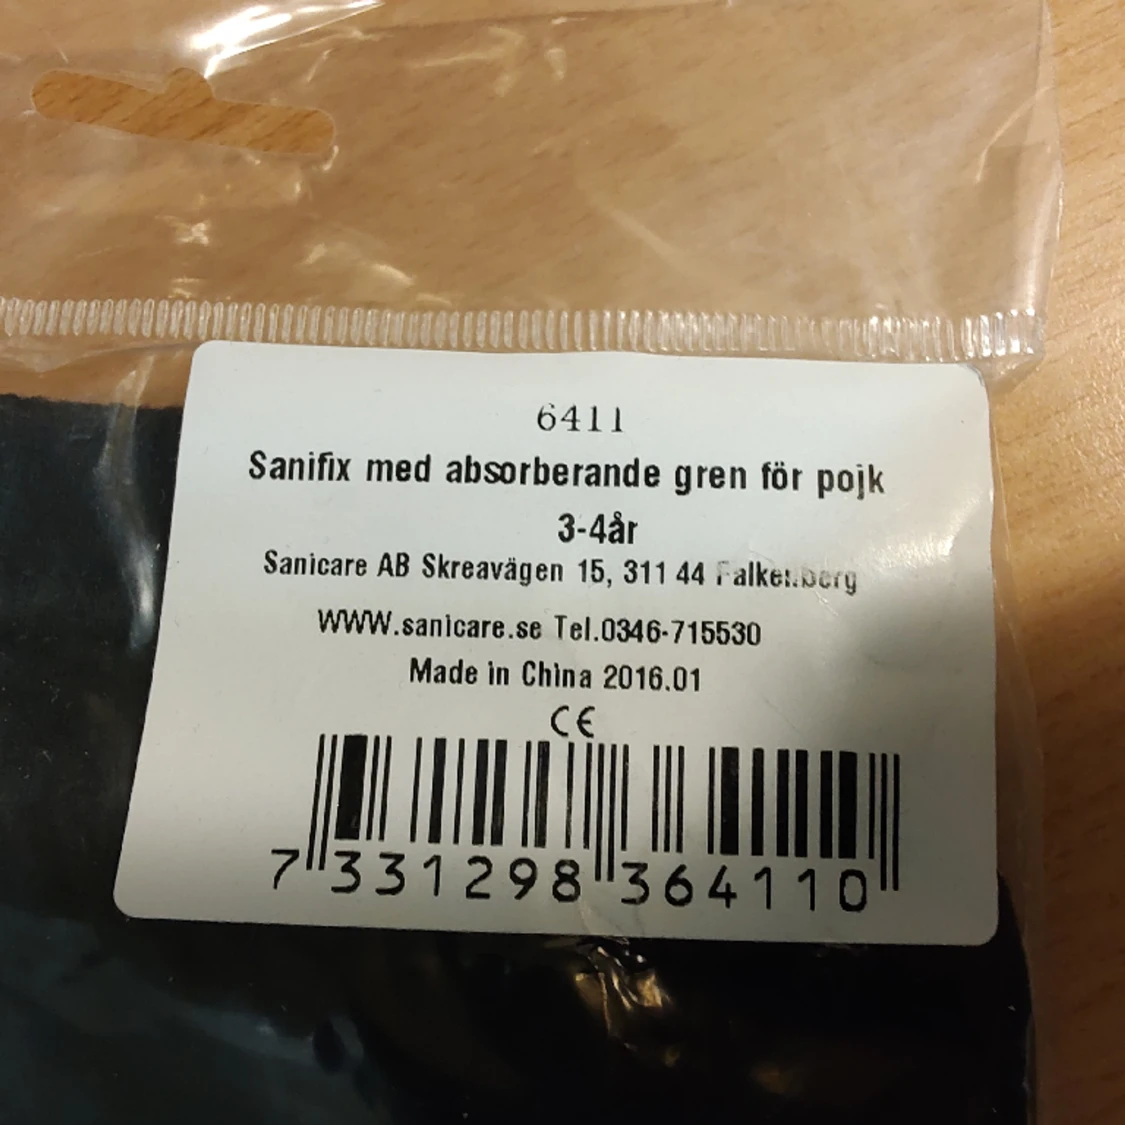 6411
Sanifix med absorberande gren för pojk
3-4år
Sanicare AB Skreavägen 15, 311 44 Falkenberg
WWW.sanicare.se Tel.0346-715530
Made in China 2016.01
CE
7 331298 364110